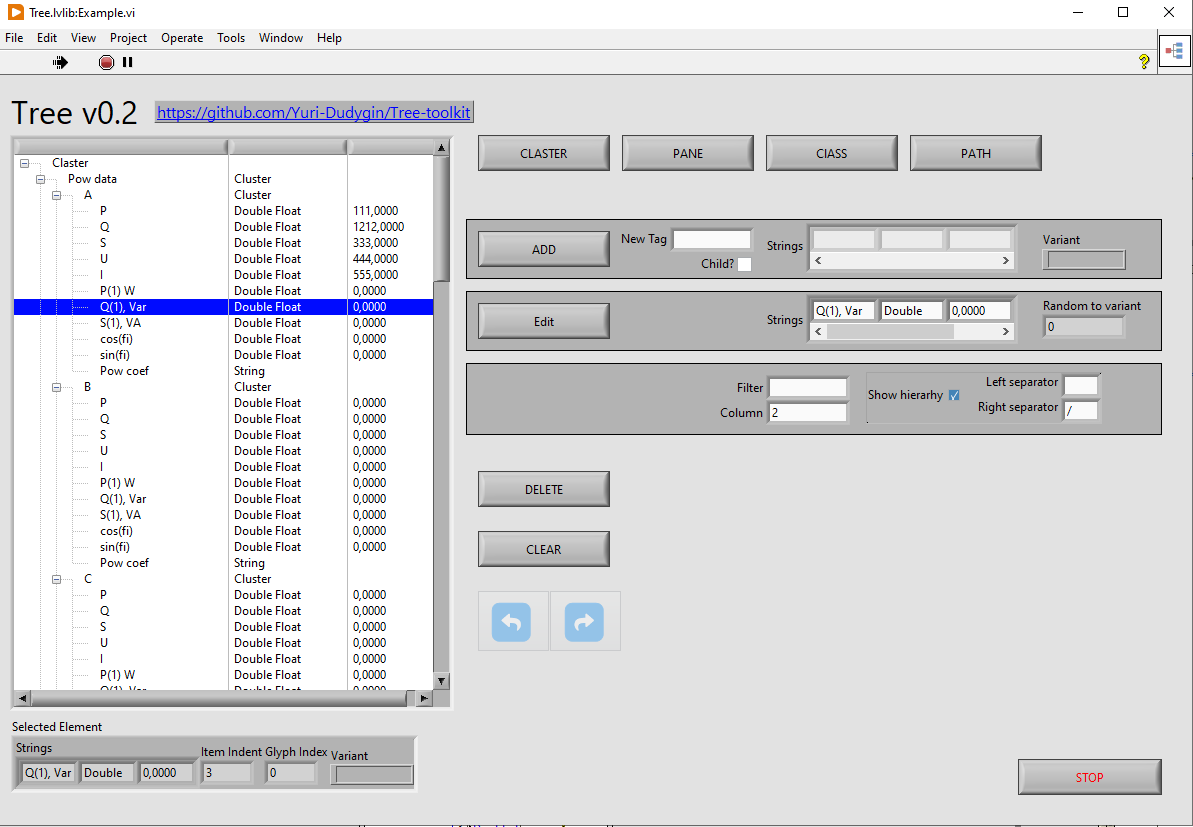 Tree.lvlib:Example.vi
File Edit View Project Operate Tools Window Help
Tree v0.2 https://github.com/Yuri-Dudygin/Tree-toolkit
Claster
Pow data Cluster
A Cluster
P Double Float 111,0000
Q Double Float 1212,0000
S Double Float 333,0000
U Double Float 444,0000
I Double Float 555,0000
P(1) W Double Float 0,0000
Q(1), Var Double Float 0,0000
S(1), VA Double Float 0,0000
cos(fi) Double Float 0,0000
sin(fi) Double Float 0,0000
Pow coef String
B Cluster
P Double Float 0,0000
Q Double Float 0,0000
S Double Float 0,0000
U Double Float 0,0000
I Double Float 0,0000
P(1) W Double Float 0,0000
Q(1), Var Double Float 0,0000
S(1), VA Double Float 0,0000
cos(fi) Double Float 0,0000
sin(fi) Double Float 0,0000
Pow coef String
C Cluster
P Double Float 0,0000
Q Double Float 0,0000
S Double Float 0,0000
U Double Float 0,0000
I Double Float 0,0000
P(1) W Double Float 0,0000
Q(1), Var Double Float 0,0000
Selected Element
Strings Item Indent Glyph Index Variant
Q(1), Var Double 0,0000 3 0
CLASTER PANE ClASS PATH
ADD New Tag Strings Variant
Child?
Edit Strings Q(1), Var Double 0,0000 Random to variant
0
Filter Show hierarhy Left separator
Column 2 Right separator /
DELETE
CLEAR
STOP